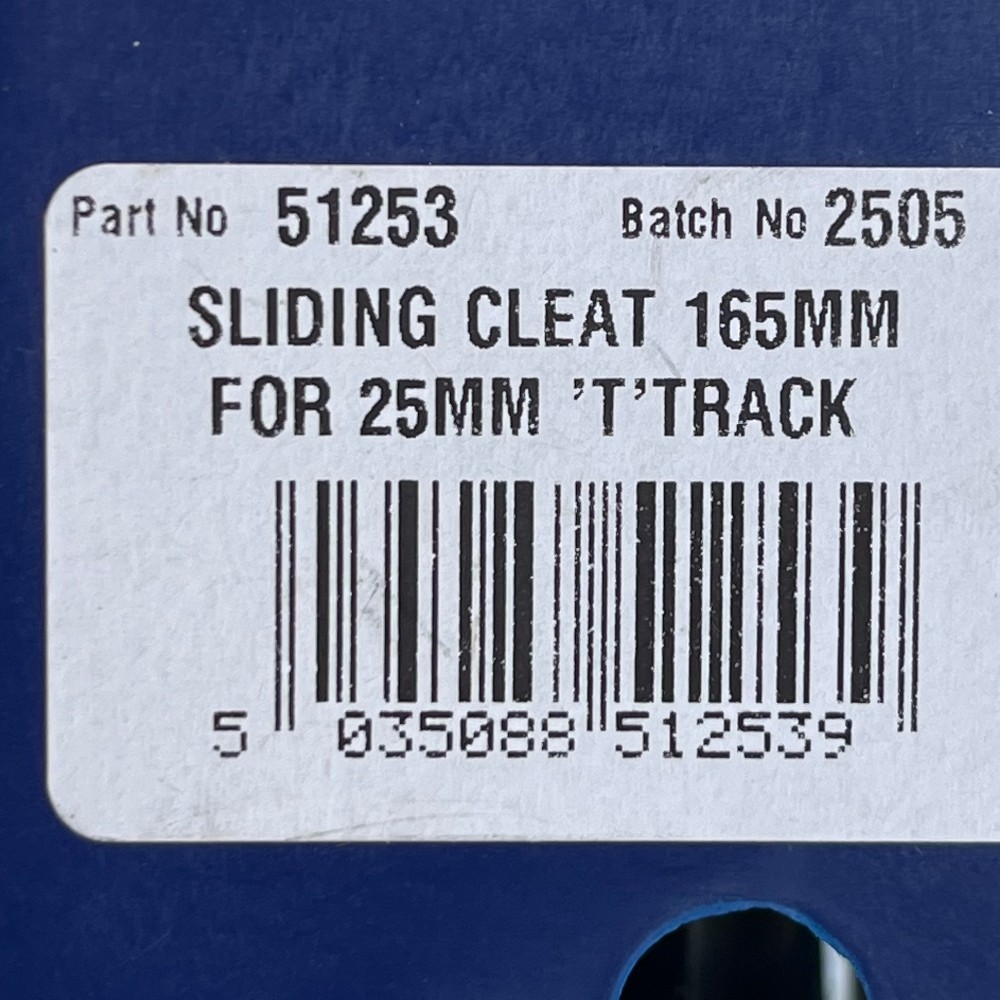 Part No 51253 Batch No 2505
SLIDING CLEAT 165MM
FOR 25MM 'T'TRACK
5 035088 512539